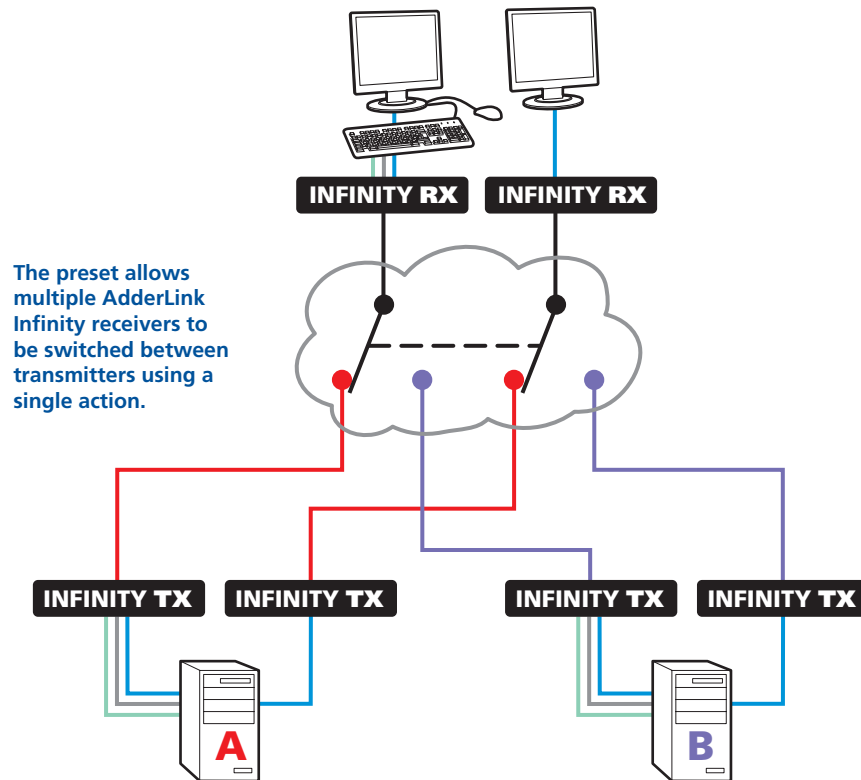 INFINITY RX
INFINITY RX
The preset allows
multiple AdderLink
Infinity receivers to
be switched between
transmitters using a
single action.
INFINITY TX
INFINITY TX
INFINITY TX
INFINITY TX
A
B